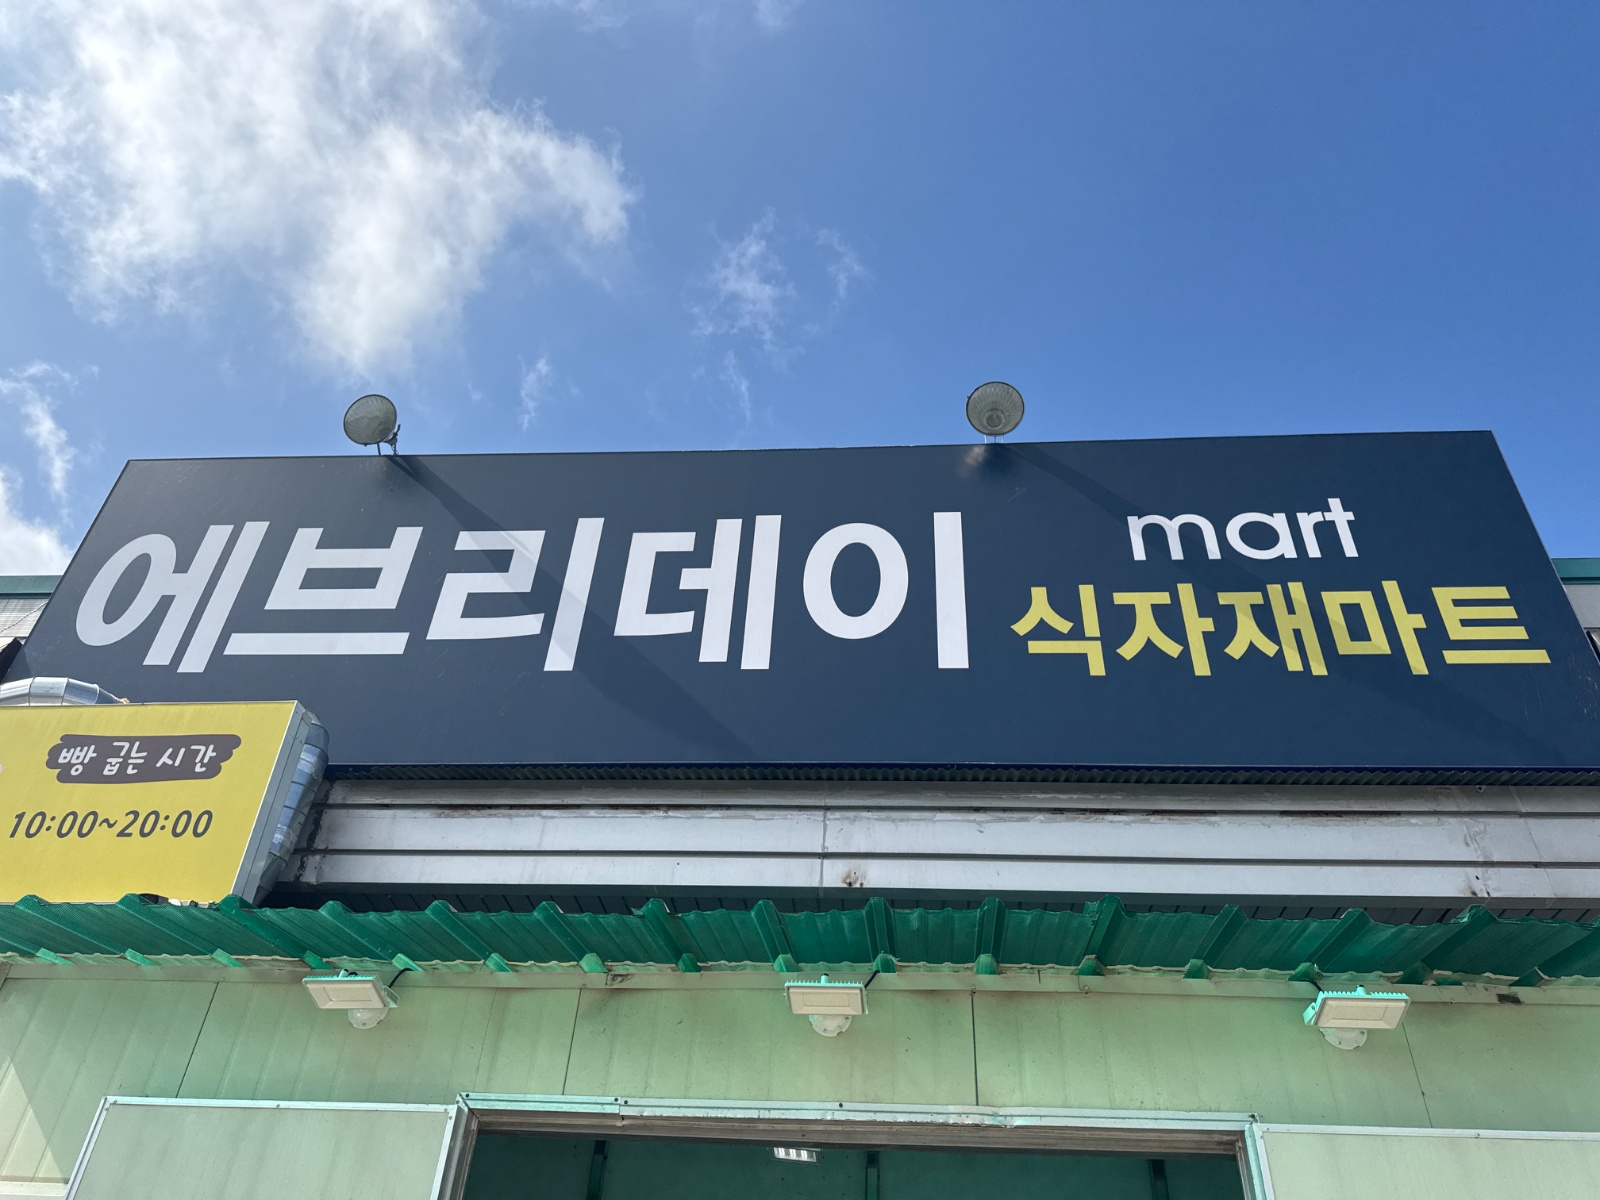 에브리데이
mart
식자재마트
빵 굽는 시간
10:00~20:00